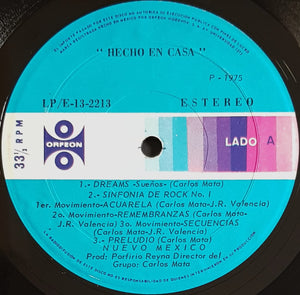 " HECHO EN CASA "
P - 1975
LP/E-13-2213
ESTEREO
33⅓ RPM
ORFEON
LADO A
1.- DREAMS -Sueños- (Carlos Mata)
2.- SINFONIA DE ROCK No. 1
1er. Movimiento-ACUARELA (Carlos Mata-J.R. Valencia)
2o. Movimiento-REMEMBRANZAS (Carlos Mata-
J.R. Valencia) 3o-Movimiento-SECUENCIAS
(Carlos Mata-J.R. Valencia)
3.- PRELUDIO (Carlos Mata)
NUEVO MEXICO
Prod: Porfirio Reyna Director del
Grupo: Carlos Mata